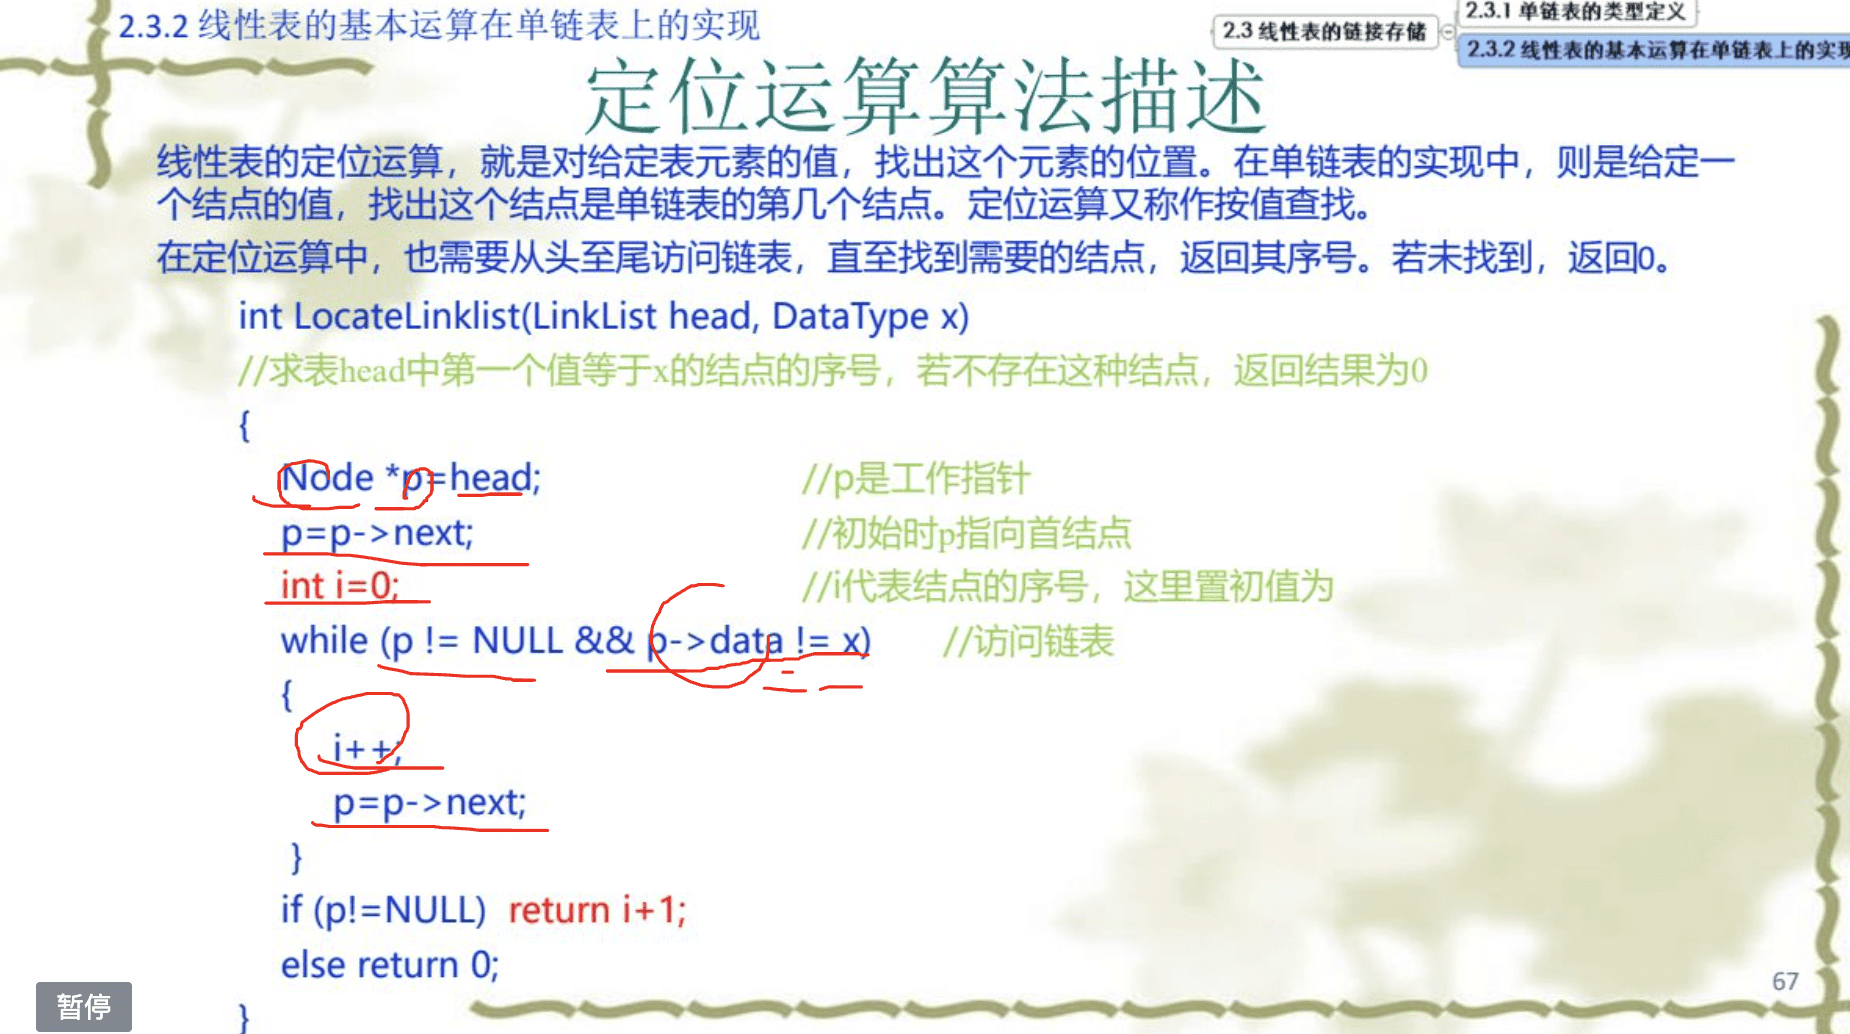 2.3.2 线性表的基本运算在单链表上的实现
2.3 线性表的链接存储
2.3.1 单链表的类型定义
2.3.2 线性表的基本运算在单链表上的实现
定位运算算法描述
线性表的定位运算，就是对给定表元素的值，找出这个元素的位置。在单链表的实现中，则是给定一
个结点的值，找出这个结点是单链表的第几个结点。定位运算又称作按值查找。
在定位运算中，也需要从头至尾访问链表，直至找到需要的结点，返回其序号。若未找到，返回0。
int LocateLinklist(LinkList head, DataType x)
//求表head中第一个值等于x的结点的序号，若不存在这种结点，返回结果为0
{
Node *p=head; //p是工作指针
p=p->next; //初始时p指向首结点
int i=0; //i代表结点的序号，这里置初值为
while (p != NULL && p->data != x) //访问链表
{
i++;
p=p->next;
}
if (p!=NULL) return i+1;
else return 0;
}
67
暂停